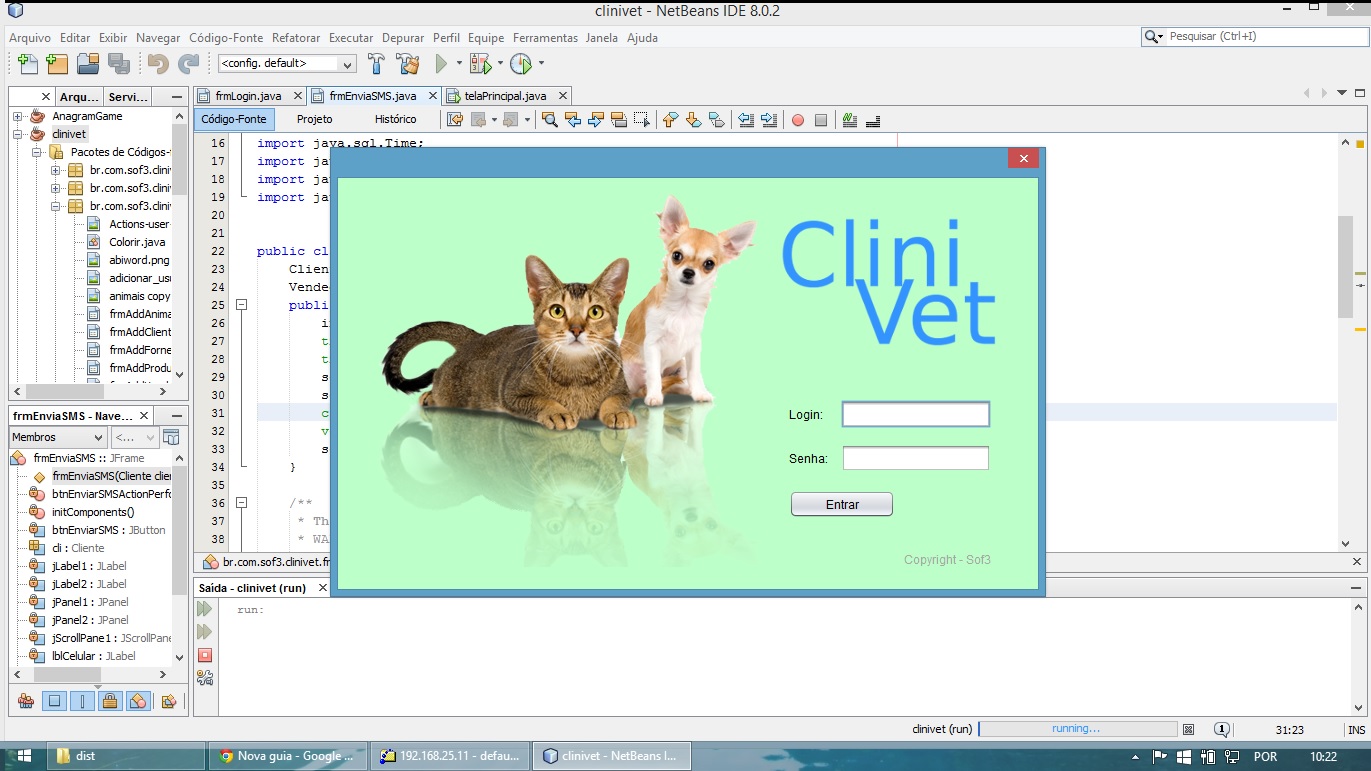 clinivet - NetBeans IDE 8.0.2
Arquivo Editar Exibir Navegar Código-Fonte Refatorar Executar Depurar Perfil Equipe Ferramentas Janela Ajuda
Pesquisar (Ctrl+I)
<config. default>
Arqu... Servi...
frmLogin.java frmEnviaSMS.java telaPrincipal.java
Código-Fonte Projeto Histórico
AnagramGame
clinivet
Pacotes de Códigos-
br.com.sof3.clini
br.com.sof3.clini
br.com.sof3.clini
Actions-user-
Colorir.java
abiword.png
adicionar_usu
animais copy
frmAddAnima
frmAddClient
frmAddForne
frmAddProdu
16 import java.sql.Time;
17 import ja
18 import ja
19 import ja
20
21
22 public cl
23 Clien
24 Vende
25 public
26 i
27 t
28 t
29 s
30 s
31 c
32 v
33 s
34 }
35
36 /**
37 * Th
38 * WA
Clini
Vet
Login:
Senha:
Entrar
Copyright - Sof3
br.com.sof3.clinivet.fr
frmEnviaSMS - Nave...
Membros <...
frmEnviaSMS :: JFrame
frmEnviaSMS(Cliente clie
btnEnviarSMSActionPerfo
initComponents()
btnEnviarSMS : JButton
cli : Cliente
jLabel1 : JLabel
jLabel2 : JLabel
jPanel1 : JPanel
jPanel2 : JPanel
jScrollPane1 : JScrollPane
lblCelular : JLabel
Saída - clinivet (run)
run:
clinivet (run) running... 1 31:23 INS
dist Nova guia - Google ... 192.168.25.11 - defau... clinivet - NetBeans I... POR 10:22